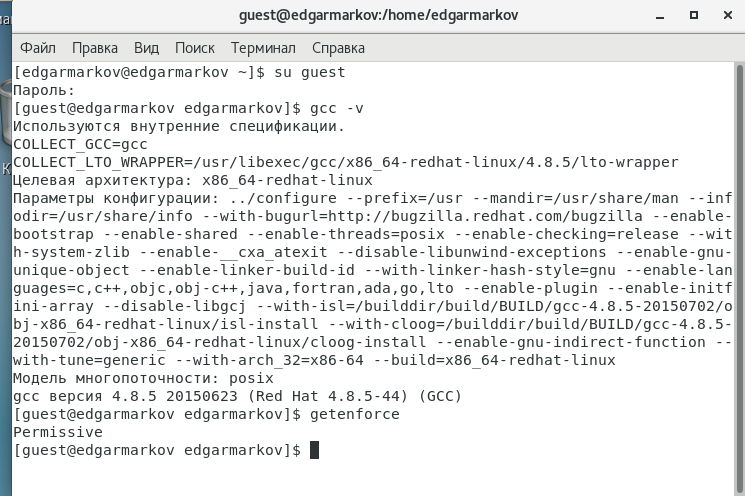 guest@edgarmarkov:/home/edgarmarkov
Файл Правка Вид Поиск Терминал Справка
[edgarmarkov@edgarmarkov ~]$ su guest
Пароль:
[guest@edgarmarkov edgarmarkov]$ gcc -v
Используются внутренние спецификации.
COLLECT_GCC=gcc
COLLECT_LTO_WRAPPER=/usr/libexec/gcc/x86_64-redhat-linux/4.8.5/lto-wrapper
Целевая архитектура: x86_64-redhat-linux
Параметры конфигурации: ../configure --prefix=/usr --mandir=/usr/share/man --inf
odir=/usr/share/info --with-bugurl=http://bugzilla.redhat.com/bugzilla --enable-
bootstrap --enable-shared --enable-threads=posix --enable-checking=release --wit
h-system-zlib --enable-__cxa_atexit --disable-libunwind-exceptions --enable-gnu-
unique-object --enable-linker-build-id --with-linker-hash-style=gnu --enable-lan
guages=c,c++,objc,obj-c++,java,fortran,ada,go,lto --enable-plugin --enable-initf
ini-array --disable-libgcj --with-isl=/builddir/build/BUILD/gcc-4.8.5-20150702/o
bj-x86_64-redhat-linux/isl-install --with-cloog=/builddir/build/BUILD/gcc-4.8.5-
20150702/obj-x86_64-redhat-linux/cloog-install --enable-gnu-indirect-function --
with-tune=generic --with-arch_32=x86-64 --build=x86_64-redhat-linux
Модель многопоточности: posix
gcc версия 4.8.5 20150623 (Red Hat 4.8.5-44) (GCC)
[guest@edgarmarkov edgarmarkov]$ getenforce
Permissive
[guest@edgarmarkov edgarmarkov]$